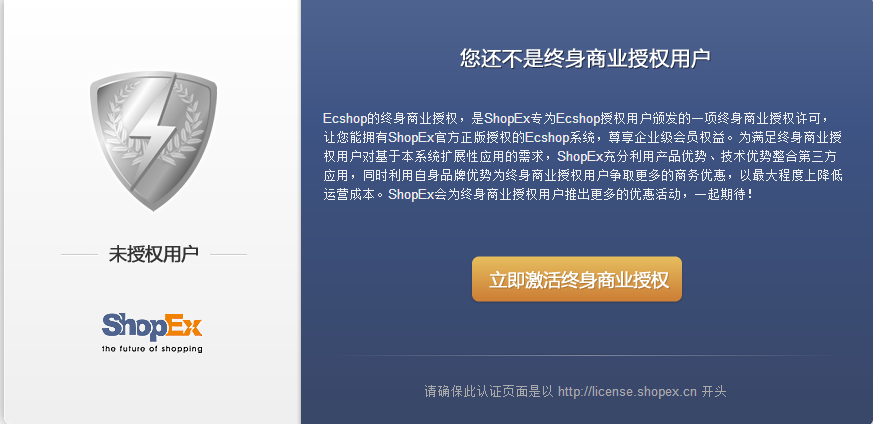 未授权用户
ShopEx
the future of shopping
您还不是终身商业授权用户
Ecshop的终身商业授权，是ShopEx专为Ecshop授权用户颁发的一项终身商业授权许可，
让您能拥有ShopEx官方正版授权的Ecshop系统，尊享企业级会员权益。为满足终身商业授
权用户对基于本系统扩展性应用的需求，ShopEx充分利用产品优势、技术优势整合第三方
应用，同时利用自身品牌优势为终身商业授权用户争取更多的商务优惠，以最大程度上降低
运营成本。ShopEx会为终身商业授权用户推出更多的优惠活动，一起期待！
立即激活终身商业授权
请确保此认证页面是以 http://license.shopex.cn 开头